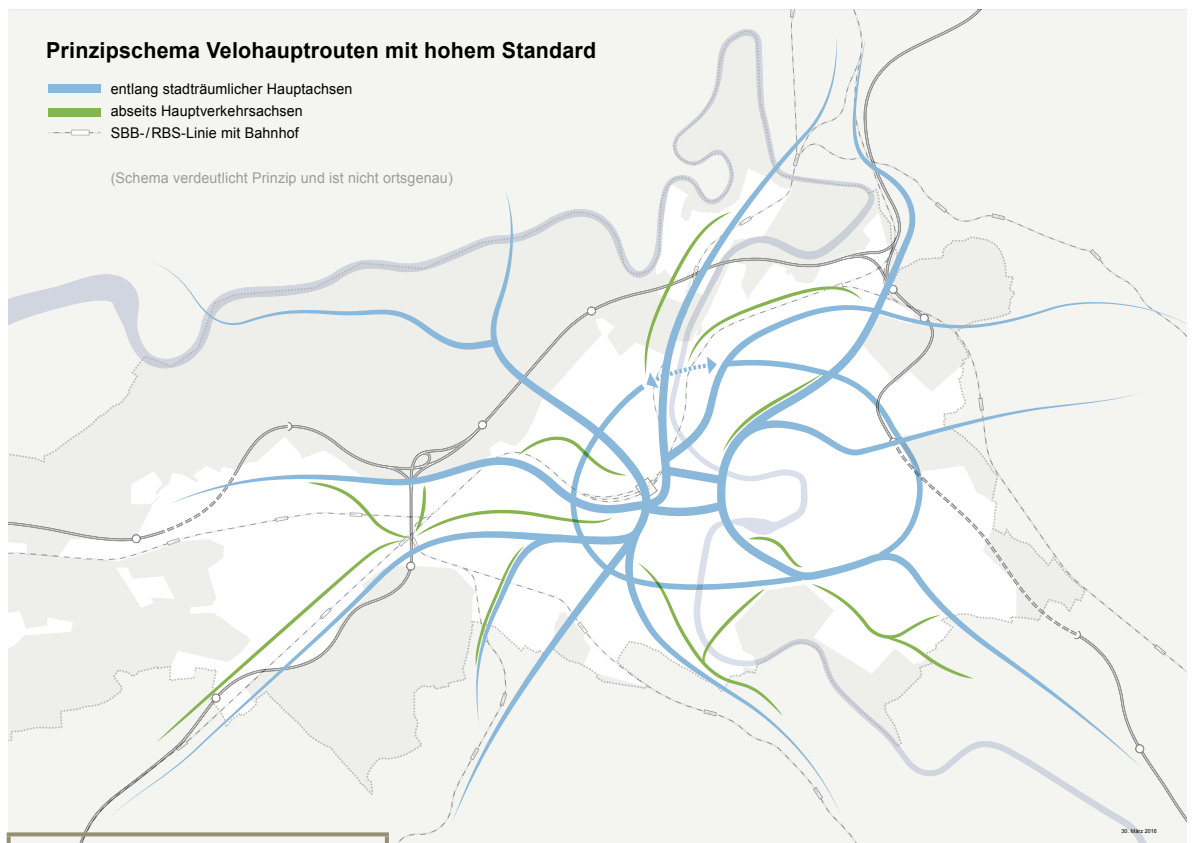 Prinzipschema Velohauptrouten mit hohem Standard
entlang stadträumlicher Hauptachsen
abseits Hauptverkehrsachsen
SBB-/RBS-Linie mit Bahnhof
(Schema verdeutlicht Prinzip und ist nicht ortsgenau)
30. März 2016